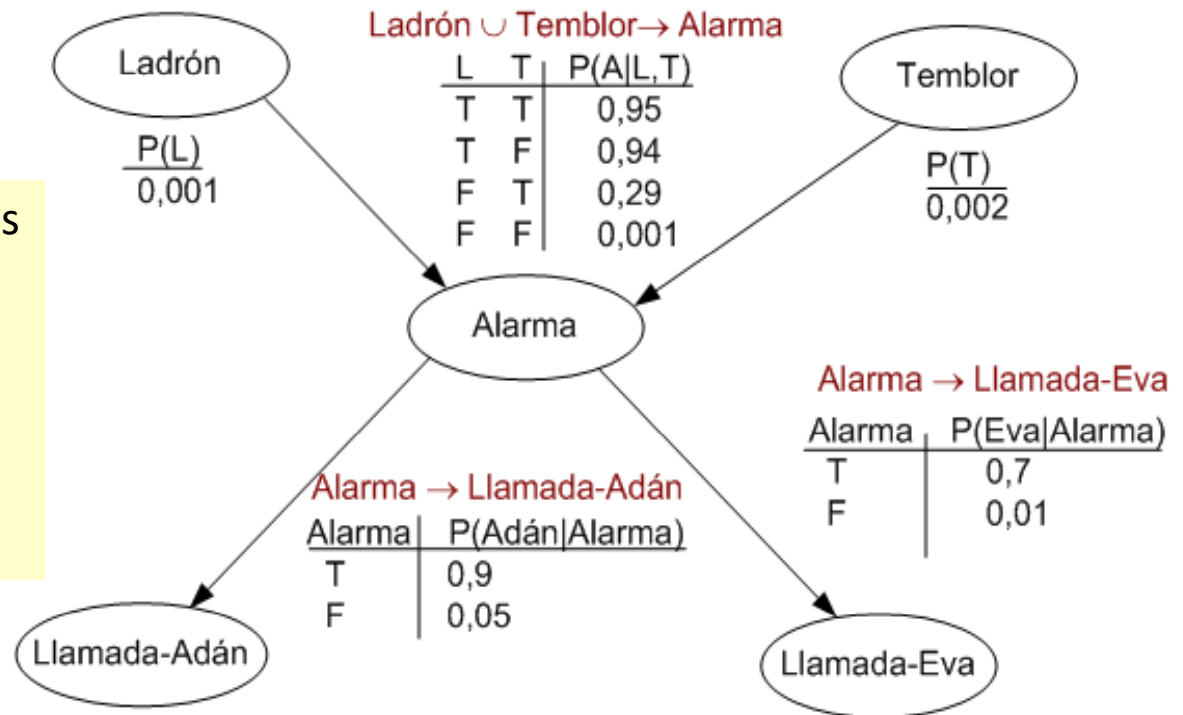 Ladrón ∪ Temblor→ Alarma
Ladrón
L T P(A|L,T)
T T 0,95
T F 0,94
F T 0,29
F F 0,001
Temblor
P(L)
0,001
P(T)
0,002
s
Alarma
Alarma → Llamada-Eva
Alarma P(Eva|Alarma)
T 0,7
F 0,01
Alarma → Llamada-Adán
Alarma P(Adán|Alarma)
T 0,9
F 0,05
Llamada-Adán
Llamada-Eva